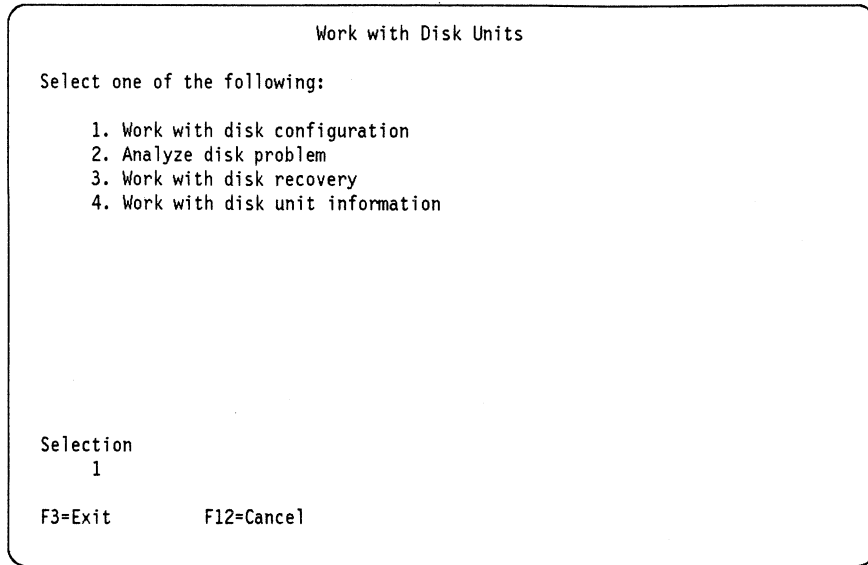 Work with Disk Units
Select one of the following:
1. Work with disk configuration
2. Analyze disk problem
3. Work with disk recovery
4. Work with disk unit information
Selection
1
F3=Exit F12=Cancel